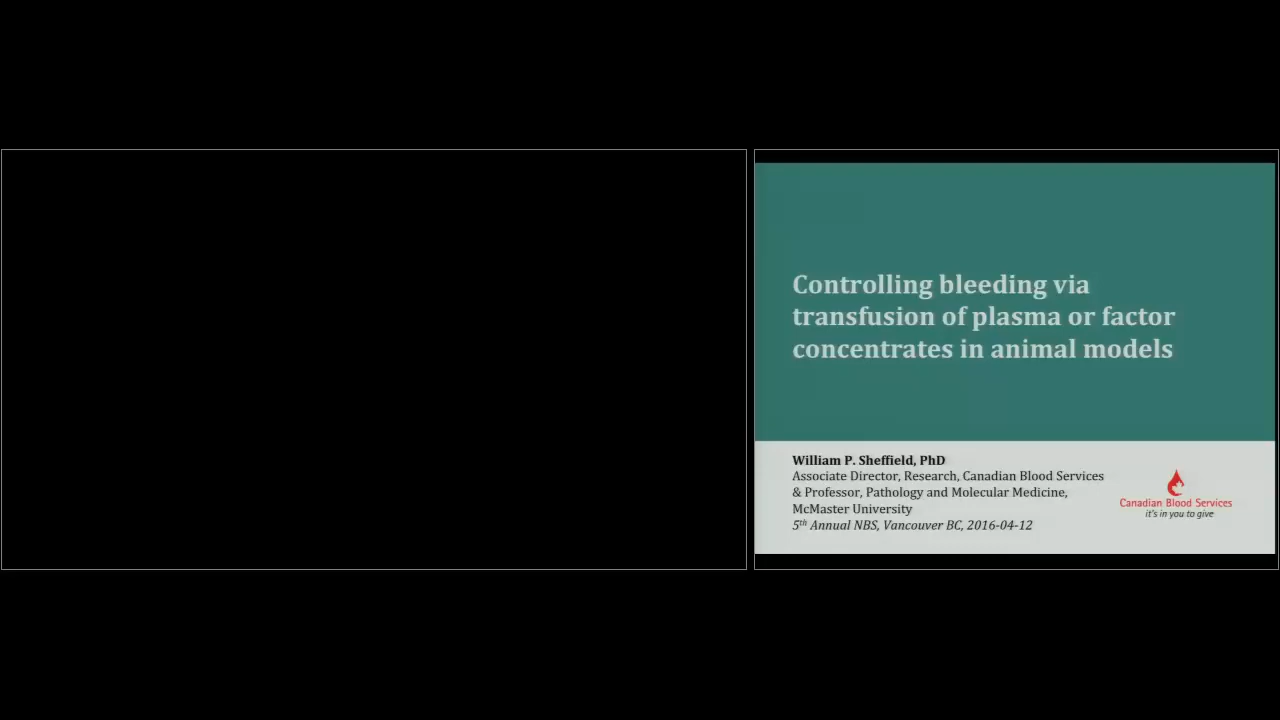 Controlling bleeding via
transfusion of plasma or factor
concentrates in animal models
William P. Sheffield, PhD
Associate Director, Research, Canadian Blood Services
& Professor, Pathology and Molecular Medicine,
McMaster University
5th Annual NBS, Vancouver BC, 2016-04-12
Canadian Blood Services
it's in you to give